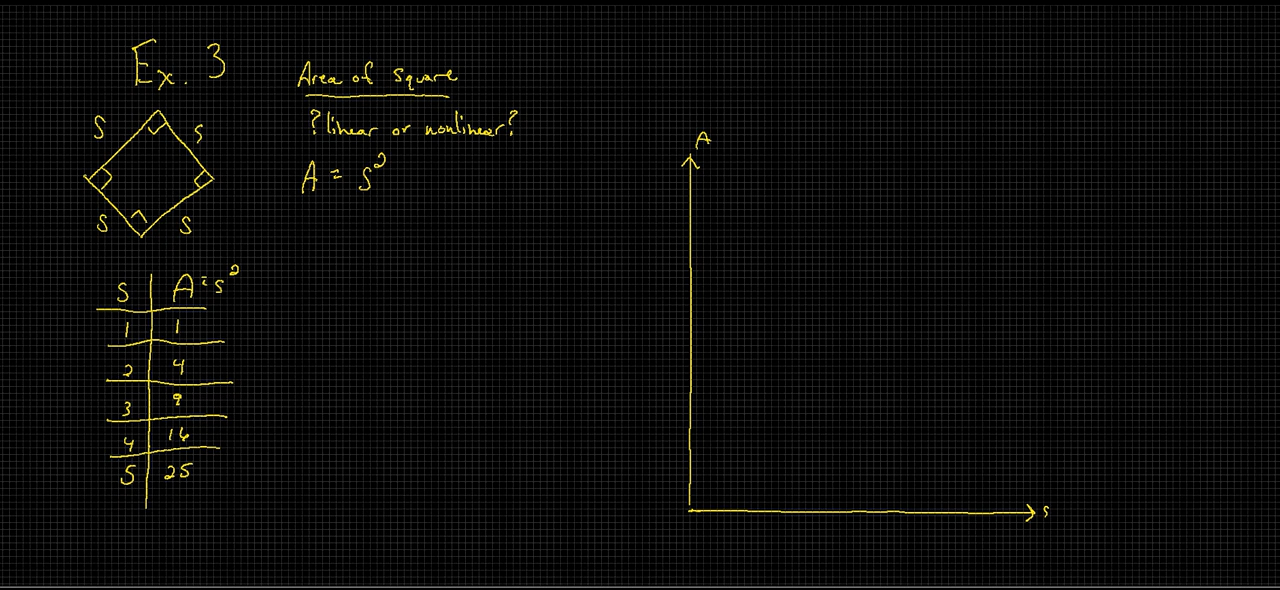 Ex. 3
Area of square
? linear or nonlinear ?
A = s²
S
S
S
S
S A = s²
1 1
2 4
3 9
4 16
5 25
A
s